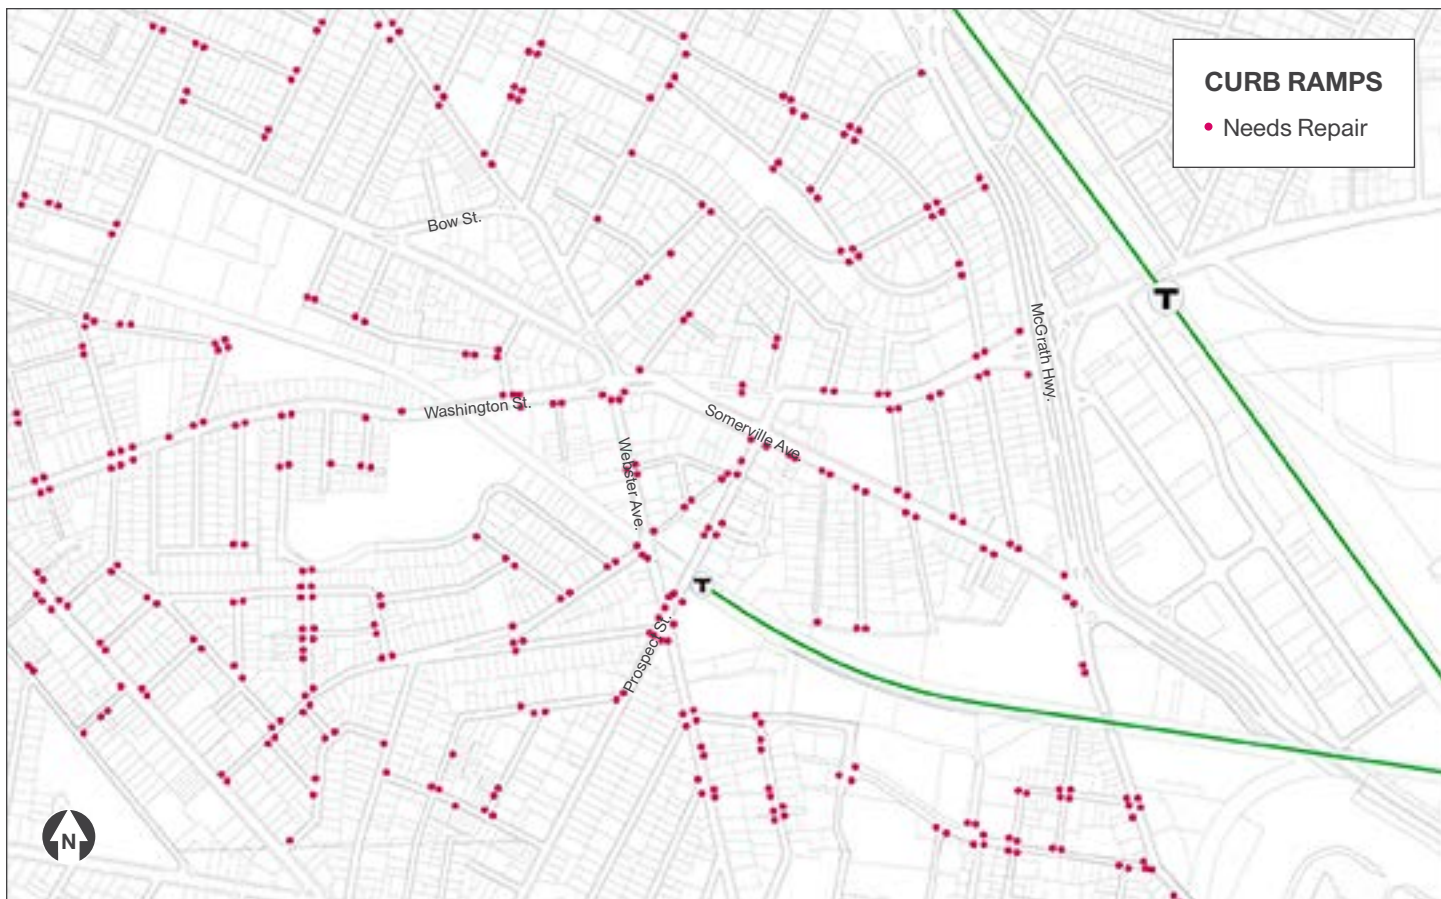 CURB RAMPS
Needs Repair
Bow St.
T
McGrath Hwy.
Washington St.
Somerville Ave.
Webster Ave.
T
Prospect St.
N